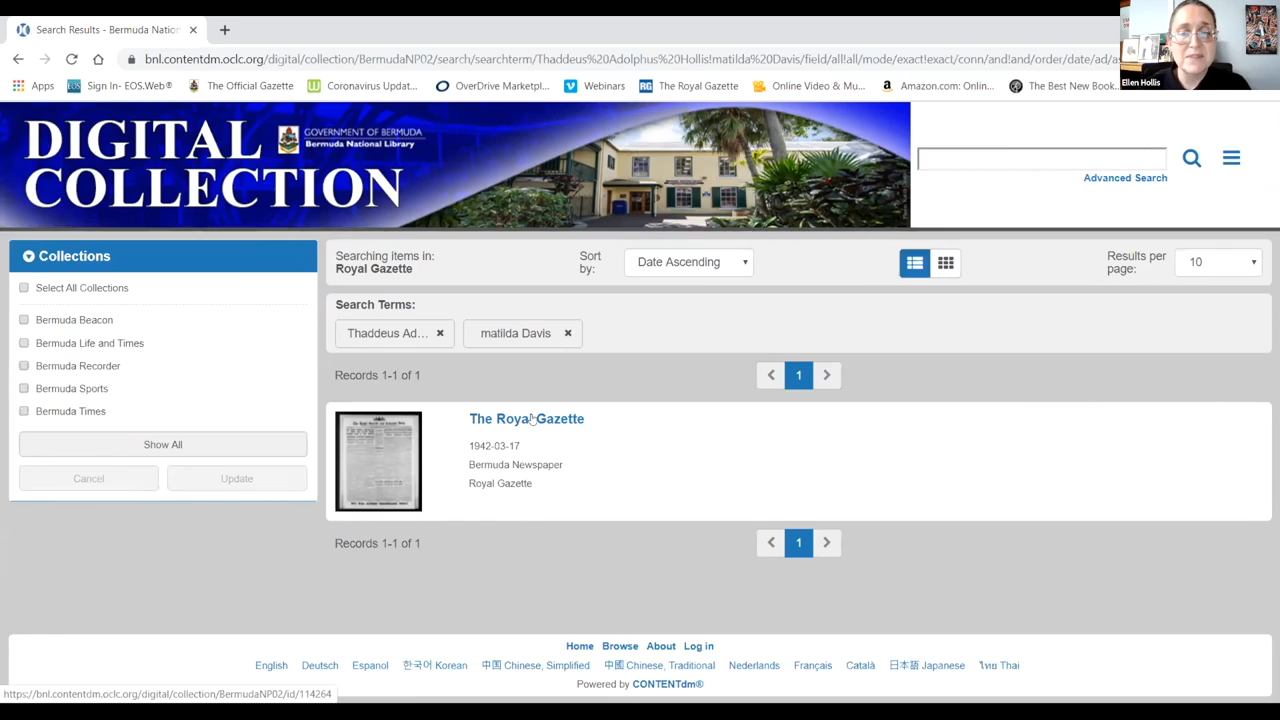 Search Results - Bermuda Nation
bnl.contentdm.oclc.org/digital/collection/BermudaNP02/search/searchterm/Thaddeus%20Adolphus%20Hollis!matilda%20Davis/field/all!all/mode/exact!exact/conn/and!and/order/date/ad/as
Apps Sign In- EOS.Web® The Official Gazette Coronavirus Updat... OverDrive Marketpl... Webinars The Royal Gazette Online Video & Mu... Amazon.com: Onlin... The Best New Book...
Ellen Hollis
DIGITAL
COLLECTION
GOVERNMENT OF BERMUDA
Bermuda National Library
Advanced Search
Collections
Select All Collections
Bermuda Beacon
Bermuda Life and Times
Bermuda Recorder
Bermuda Sports
Bermuda Times
Show All
Cancel Update
Searching items in:
Royal Gazette
Sort
by:
Date Ascending
Results per
page:
10
Search Terms:
Thaddeus Ad... matilda Davis
Records 1-1 of 1
1
The Royal Gazette
1942-03-17
Bermuda Newspaper
Royal Gazette
Records 1-1 of 1
1
Home Browse About Log in
English Deutsch Espanol 한국어 Korean 中国 Chinese, Simplified 中國 Chinese, Traditional Nederlands Français Català 日本語 Japanese ไทย Thai
Powered by CONTENTdm®
https://bnl.contentdm.oclc.org/digital/collection/BermudaNP02/id/114264